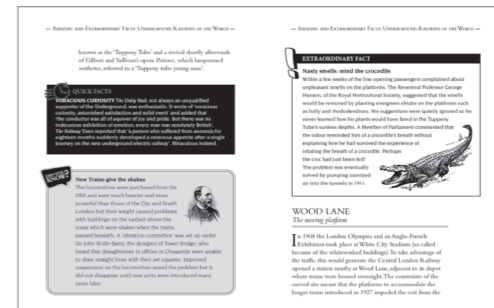 — Amazing and Extraordinary Facts: Underground Railways of the World —
known as the 'Tuppeny Tube' and a revival shortly afterwards
of Gilbert and Sullivan's opera Patience, which lampooned
aesthetes, referred to a 'Tuppeny tube young man'.
QUICK FACTS
VORACIOUS CURIOSITY The Daily Mail, not always an unqualified
supporter of the Underground, was enthusiastic. It wrote of 'voracious
curiosity, astonished satisfaction and solid merit' and added that
'the conductor was all of aquiver of joy and pride. But there was no
indecorous exhibition of emotion; every man was resolutely British'.
The Railway Times reported that 'a person who suffered from anosmia for
eighteen months suddenly developed a ravenous appetite after a single
journey on the new underground electric railway'. Miraculous indeed.
DID YOU KNOW?
New Trains give the shakes
The locomotives were purchased from the
USA and were much heavier and more
powerful than those of the City and South
London but their weight caused problems
with buildings on the surface above the
route which were shaken when the trains
passed beneath. A 'vibration committee' was set up under
Sir John Wolfe-Barry, the designer of Tower Bridge, who
heard that draughtsmen in offices in Cheapside were unable
to draw straight lines with their set squares. Improved
suspension on the locomotives eased the problem but it
did not disappear until new units were introduced many
years later
— Amazing and Extraordinary Facts: Underground Railways of the World —
EXTRAORDINARY FACT
Nasty smells: mind the crocodile
Within a few weeks of the line opening passengers complained about
unpleasant smells on the platforms. The Reverend Professor George
Henson, of the Royal Horticultural Society, suggested that the smells
would be removed by planting evergreen shrubs on the platforms such
as holly and rhododendrons. His suggestions were quietly ignored so he
never learned how his plants would have fared in the Tuppeny
Tube's sunless depths. A Member of Parliament commented that
the odour reminded him of a crocodile's breath without
explaining how he had survived the experience of
inhaling the breath of a crocodile. Perhaps
the croc had just been fed!
The problem was eventually
solved by pumping ozonized
air into the tunnels in 1911.
WOOD LANE
The moving platform
In 1908 the London Olympics and an Anglo-French
Exhibition took place at White City Stadium (so called
because of the whitewashed buildings). To take advantage of
the traffic this would generate the Central London Railway
opened a station nearby at Wood Lane, adjacent to its depot
where trains were housed overnight. The constraints of the
curved site meant that the platforms to accommodate the
longer trains introduced in 1927 impeded the exit from the